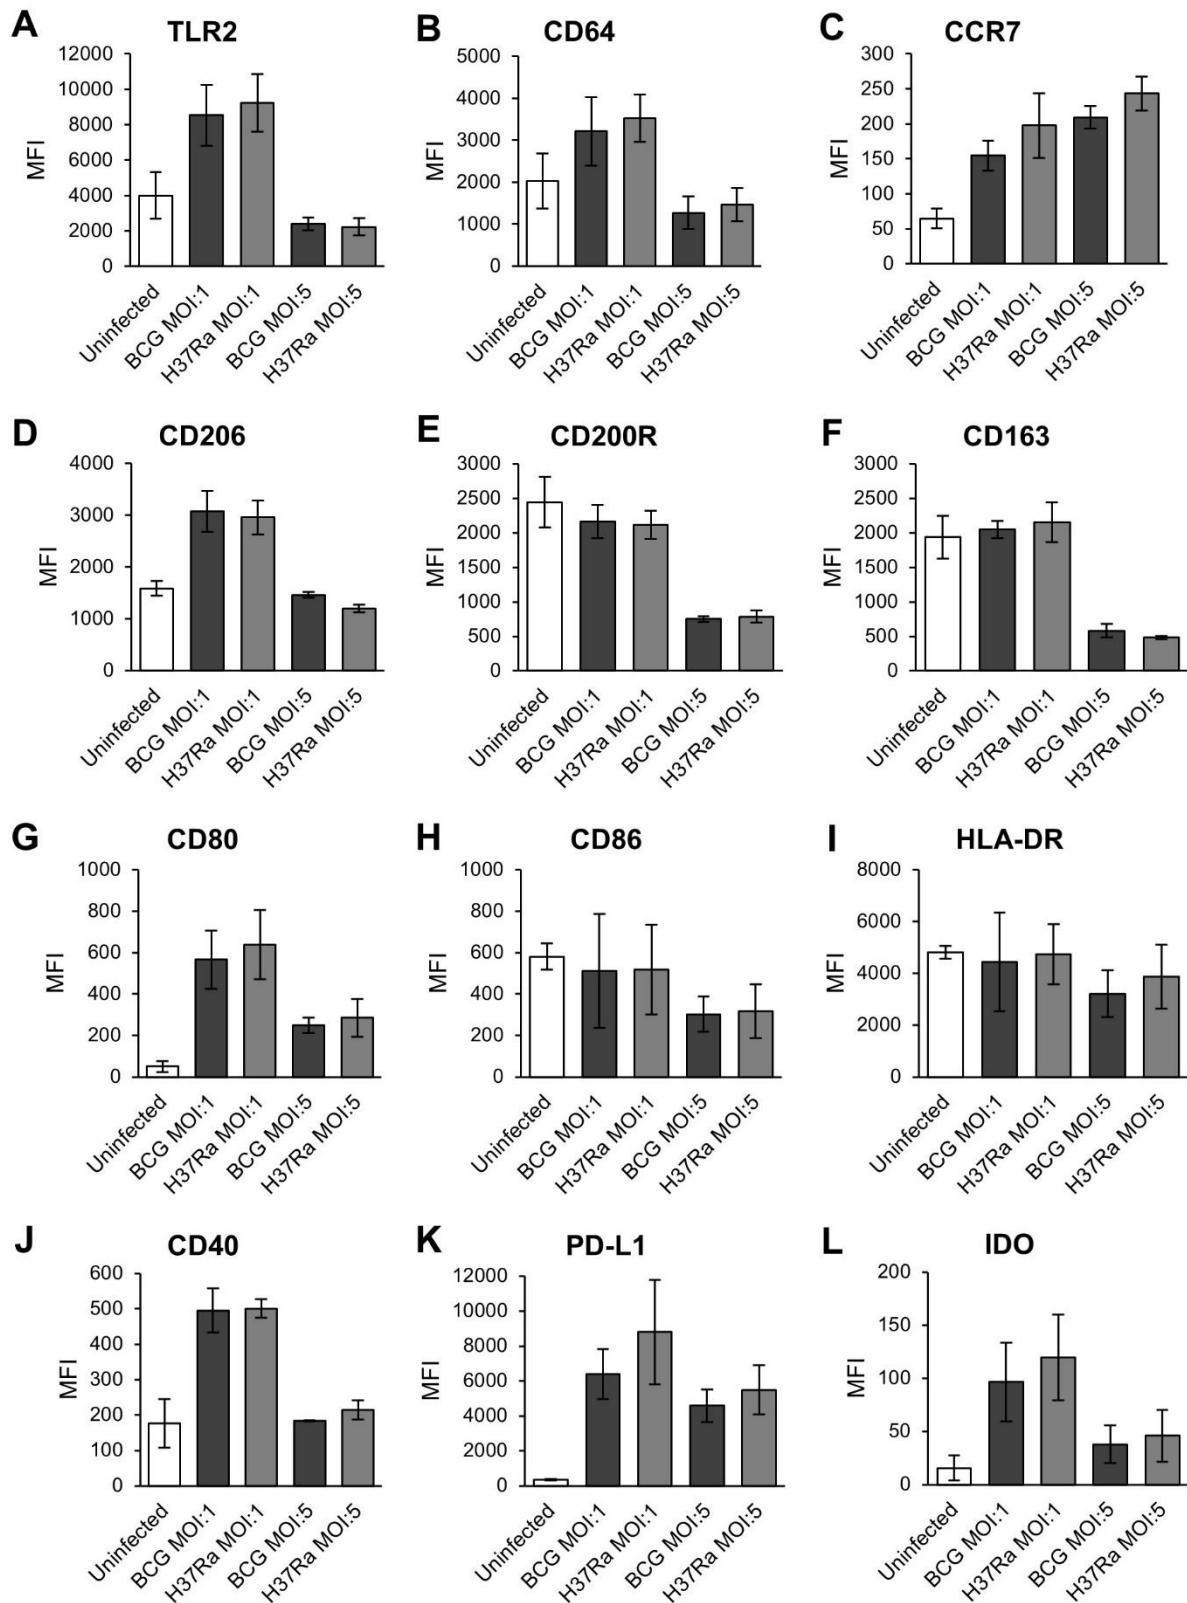 A TLR2
12000
10000
8000
6000
4000
2000
0
MFI
Uninfected
BCG MOI:1
H37Ra MOI:1
BCG MOI:5
H37Ra MOI:5
B CD64
5000
4000
3000
2000
1000
0
MFI
Uninfected
BCG MOI:1
H37Ra MOI:1
BCG MOI:5
H37Ra MOI:5
C CCR7
300
250
200
150
100
50
0
MFI
Uninfected
BCG MOI:1
H37Ra MOI:1
BCG MOI:5
H37Ra MOI:5
D CD206
4000
3000
2000
1000
0
MFI
Uninfected
BCG MOI:1
H37Ra MOI:1
BCG MOI:5
H37Ra MOI:5
E CD200R
3000
2500
2000
1500
1000
500
0
MFI
Uninfected
BCG MOI:1
H37Ra MOI:1
BCG MOI:5
H37Ra MOI:5
F CD163
3000
2500
2000
1500
1000
500
0
MFI
Uninfected
BCG MOI:1
H37Ra MOI:1
BCG MOI:5
H37Ra MOI:5
G CD80
1000
800
600
400
200
0
MFI
Uninfected
BCG MOI:1
H37Ra MOI:1
BCG MOI:5
H37Ra MOI:5
H CD86
1000
800
600
400
200
0
MFI
Uninfected
BCG MOI:1
H37Ra MOI:1
BCG MOI:5
H37Ra MOI:5
I HLA-DR
8000
6000
4000
2000
0
MFI
Uninfected
BCG MOI:1
H37Ra MOI:1
BCG MOI:5
H37Ra MOI:5
J CD40
600
500
400
300
200
100
0
MFI
Uninfected
BCG MOI:1
H37Ra MOI:1
BCG MOI:5
H37Ra MOI:5
K PD-L1
12000
10000
8000
6000
4000
2000
0
MFI
Uninfected
BCG MOI:1
H37Ra MOI:1
BCG MOI:5
H37Ra MOI:5
L IDO
200
150
100
50
0
MFI
Uninfected
BCG MOI:1
H37Ra MOI:1
BCG MOI:5
H37Ra MOI:5